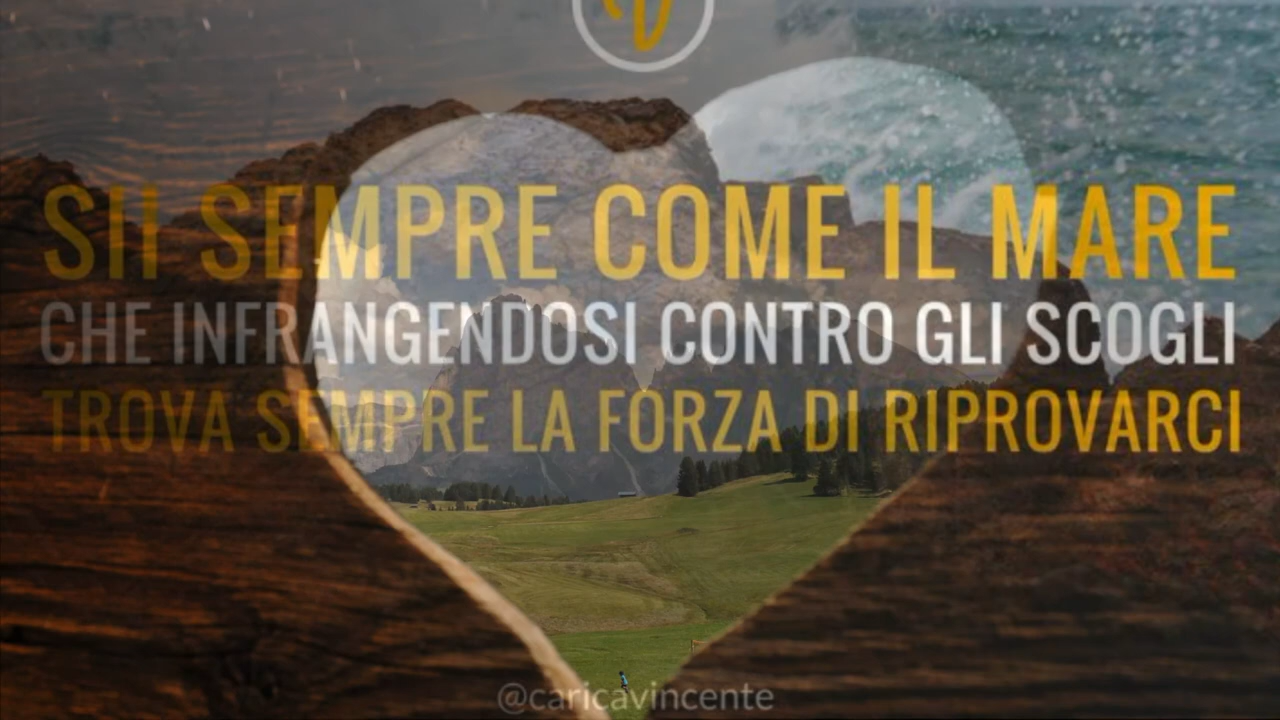 SII SEMPRE COME IL MARE
CHE INFRANGENDOSI CONTRO GLI SCOGLI
TROVA SEMPRE LA FORZA DI RIPROVARCI
@caricavincente